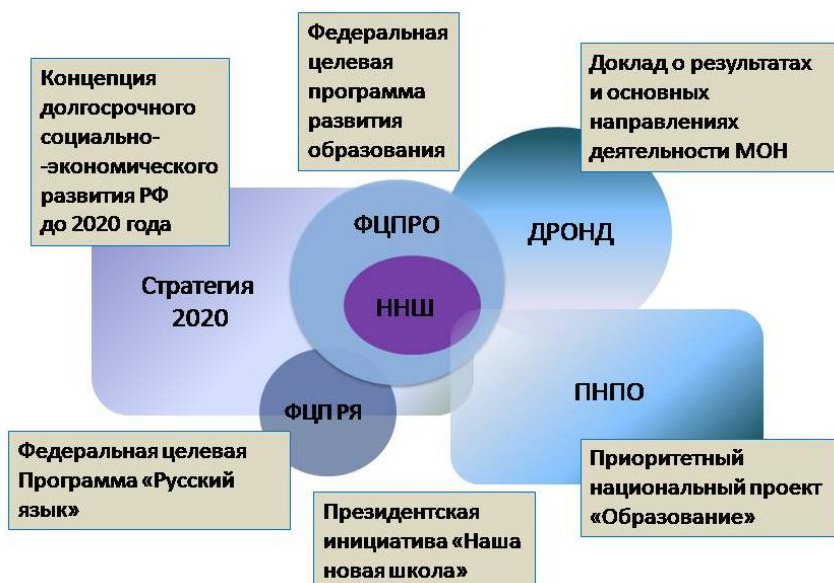 Федеральная
целевая
программа
развития
образования
Концепция
долгосрочного
социально-
-экономического
развития РФ
до 2020 года
Доклад о результатах
и основных
направлениях
деятельности МОН
ФЦПРО
ДРОНД
Стратегия
2020
ННШ
ПНПО
ФЦП РЯ
Федеральная целевая
Программа «Русский
язык»
Президентская
инициатива «Наша
новая школа»
Приоритетный
национальный проект
«Образование»